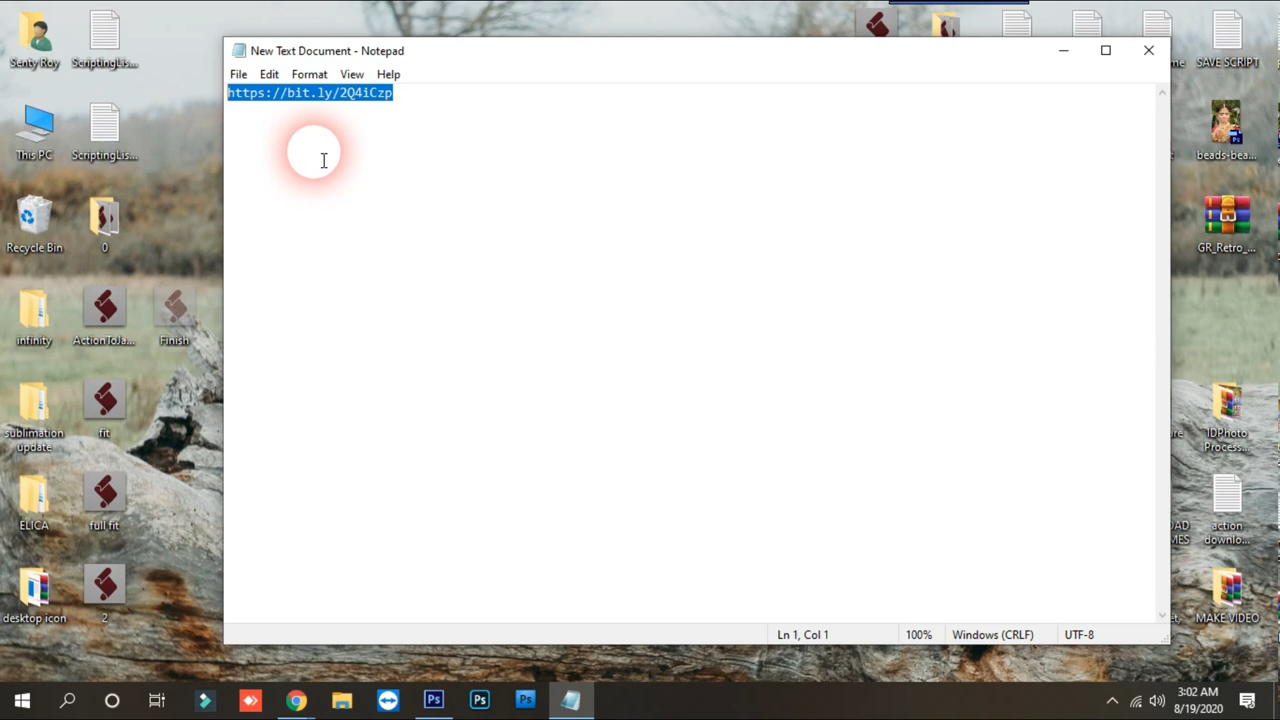 New Text Document - Notepad
File Edit Format View Help
https://bit.ly/2Q4iCzp
Ln 1, Col 1 100% Windows (CRLF) UTF-8
Senty Roy
ScriptingLis...
This PC
ScriptingLis...
Recycle Bin
0
infinity
ActionToJa...
Finish
sublimation
update
fit
ELICA
full fit
desktop icon
2
SAVE SCRIPT
beads-bea...
GR_Retro_...
IDPhoto
Process...
action
downlo...
MAKE VIDEO
3:02 AM
8/19/2020